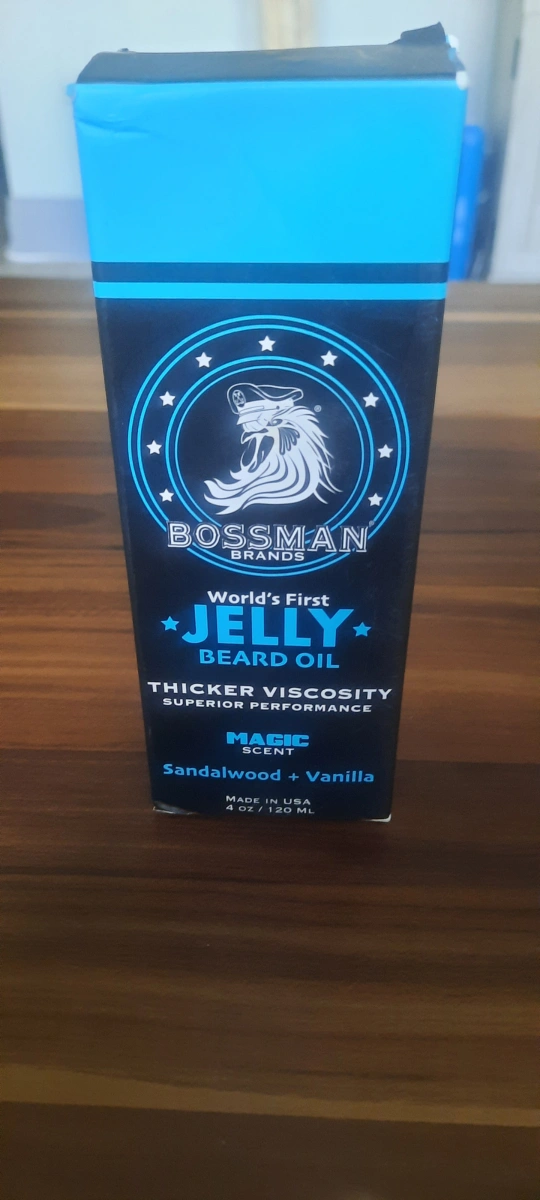 BOSSMAN®
BRANDS
World's First
JELLY
BEARD OIL
THICKER VISCOSITY
SUPERIOR PERFORMANCE
MAGIC
SCENT
Sandalwood + Vanilla
MADE IN USA
4 OZ / 120 ML